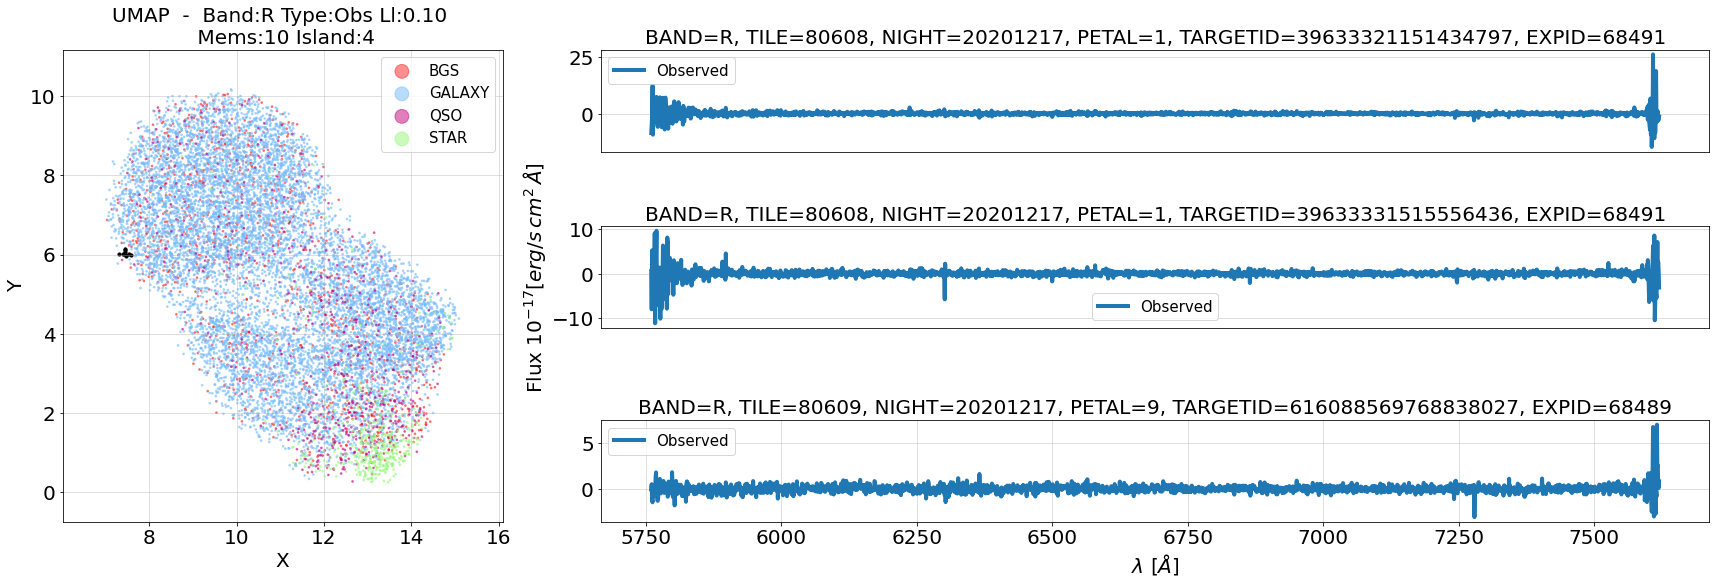 UMAP  -  Band:R Type:Obs Ll:0.10
Mems:10 Island:4
BGS
GALAXY
QSO
STAR
10
8
6
4
2
0
Y
8
10
12
14
16
X
Flux 10^{-17}[erg/s cm^2 Å]
BAND=R, TILE=80608, NIGHT=20201217, PETAL=1, TARGETID=39633321151434797, EXPID=68491
Observed
25
0
BAND=R, TILE=80608, NIGHT=20201217, PETAL=1, TARGETID=39633331515556436, EXPID=68491
Observed
10
0
−10
BAND=R, TILE=80609, NIGHT=20201217, PETAL=9, TARGETID=616088569768838027, EXPID=68489
Observed
5
0
5750
6000
6250
6500
6750
7000
7250
7500
λ [Å]